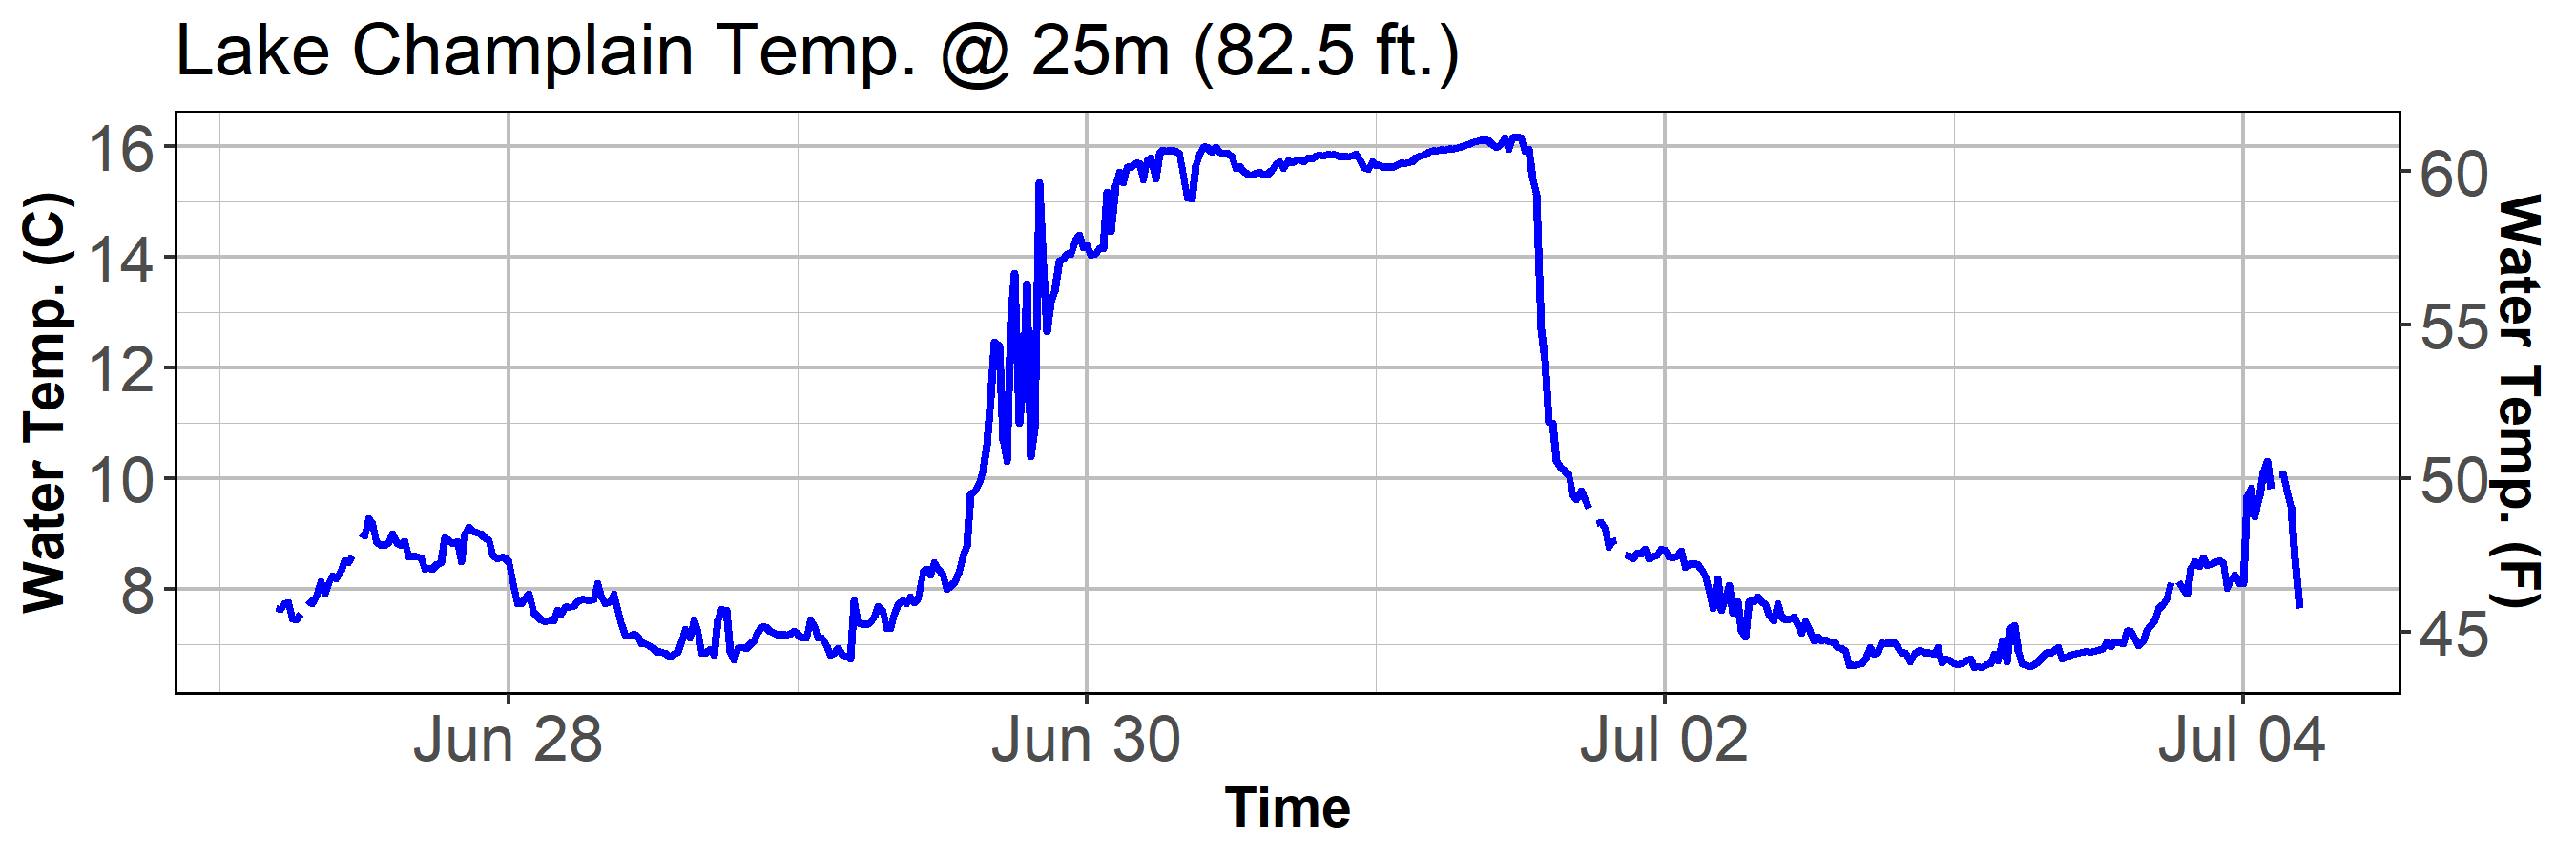 Lake Champlain Temp. @ 25m (82.5 ft.)
Water Temp. (C)
16
14
12
10
8
60
55
50
45
Water Temp. (F)
Jun 28
Jun 30
Jul 02
Jul 04
Time